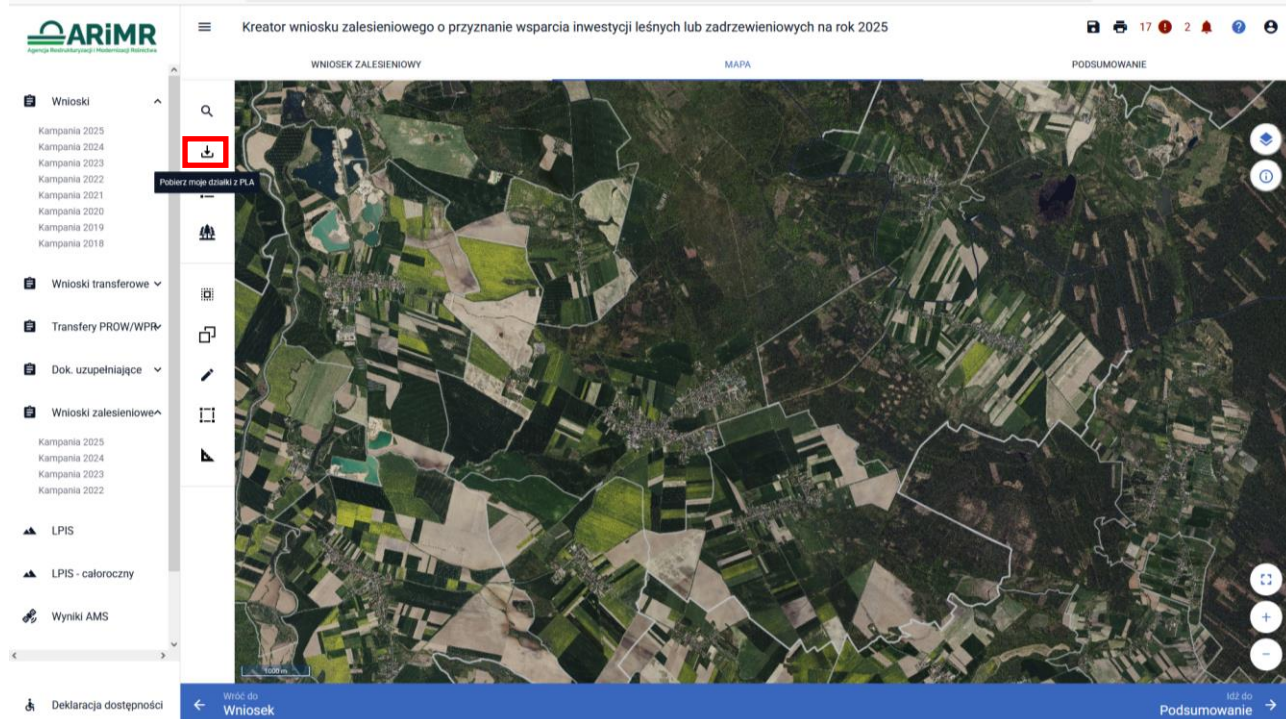 ARiMR
Agencja Restrukturyzacji i Modernizacji Rolnictwa
Kreator wniosku zalesieniowego o przyznanie wsparcia inwestycji leśnych lub zadrzewieniowych na rok 2025
17
2
WNIOSEK ZALESIENIOWY
MAPA
PODSUMOWANIE
Wnioski
Kampania 2025
Kampania 2024
Kampania 2023
Kampania 2022
Kampania 2021
Kampania 2020
Kampania 2019
Kampania 2018
Pobierz moje działki z PLA
Wnioski transferowe
Transfery PROW/WPR
Dok. uzupełniające
Wnioski zalesieniowe
Kampania 2025
Kampania 2024
Kampania 2023
Kampania 2022
LPIS
LPIS - całoroczny
Wyniki AMS
Deklaracja dostępności
1000 m
Wróć do
Wniosek
Idź do
Podsumowanie